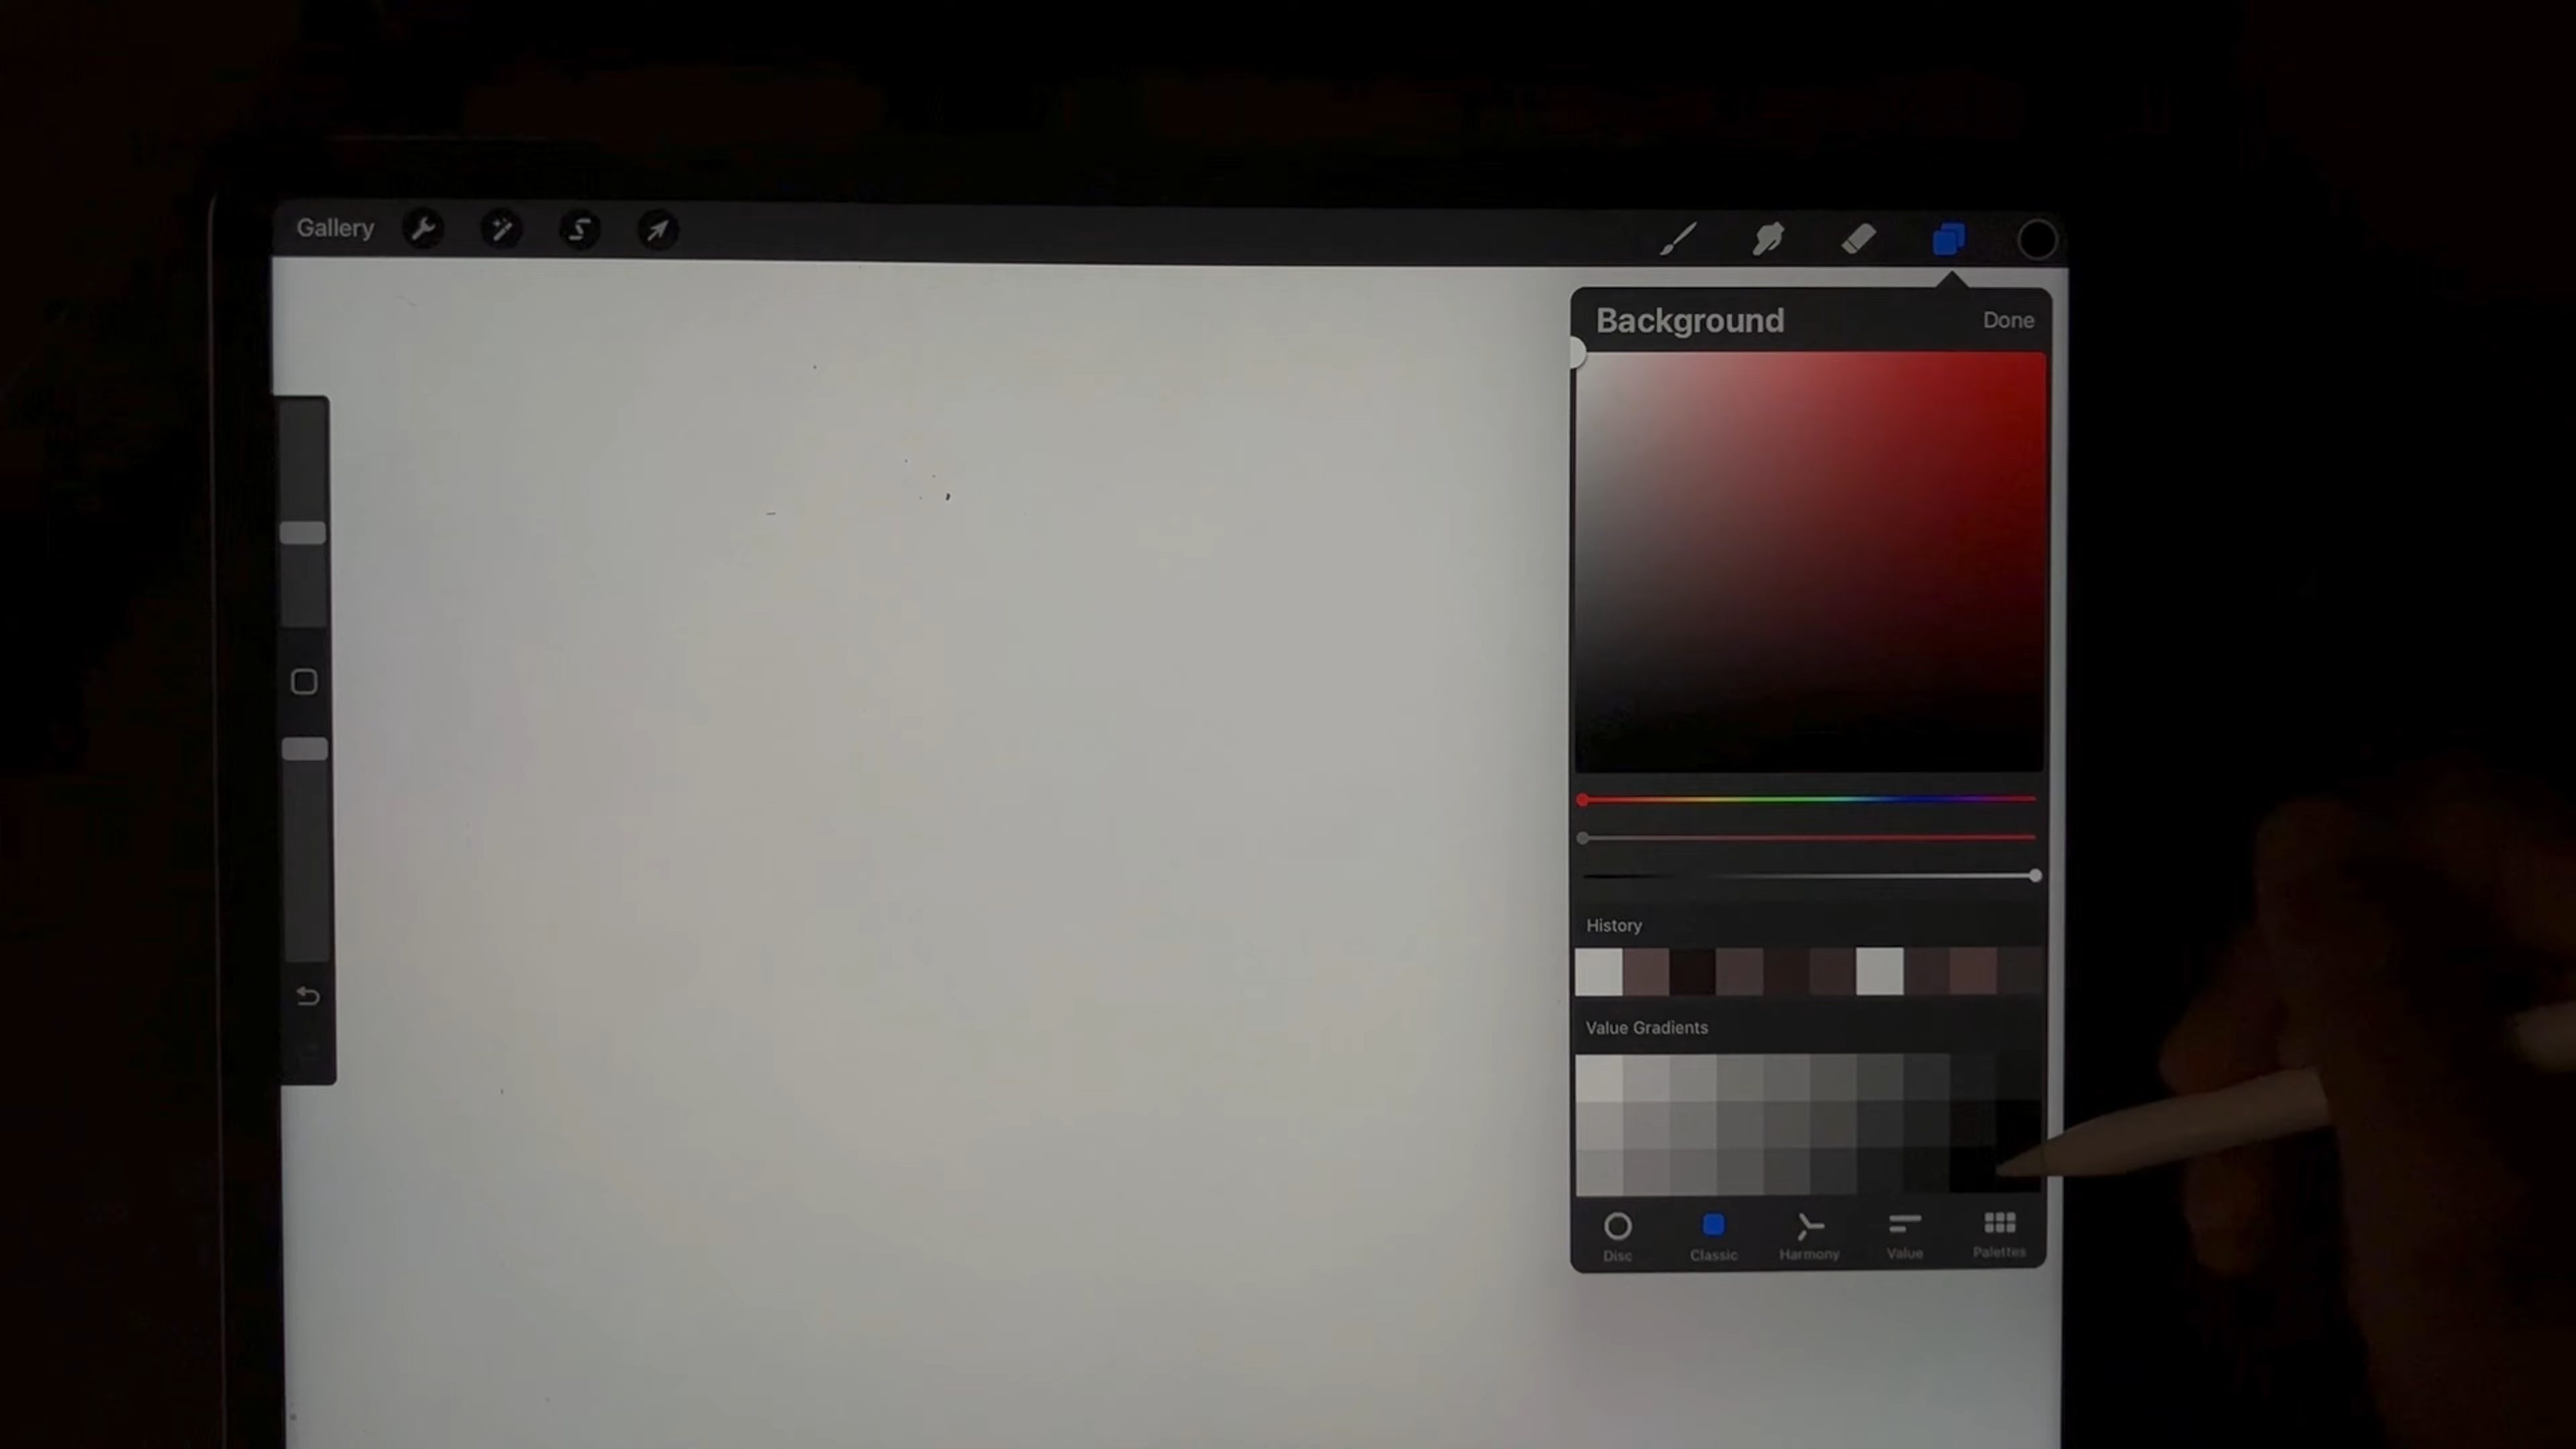 Gallery
Background
Done
History
Value Gradients
Disc
Classic
Harmony
Value
Palettes